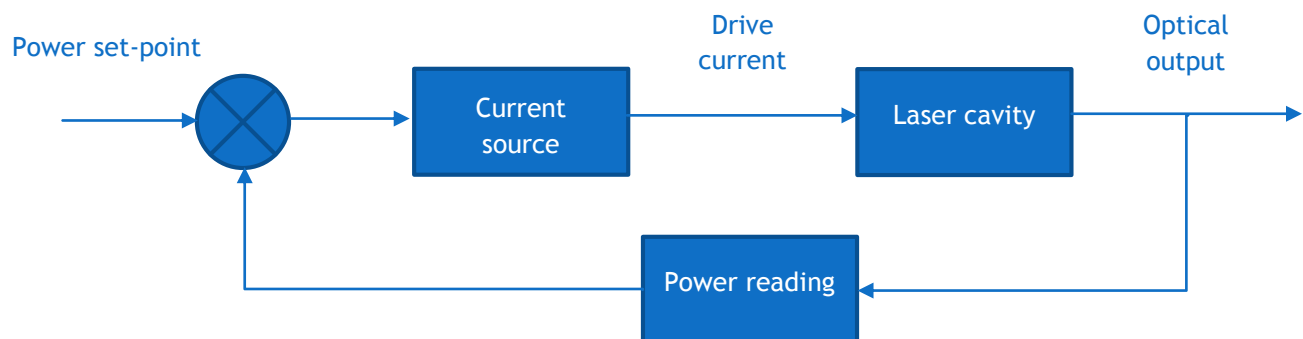 Power set-point
Drive
current
Optical
output
Current
source
Laser cavity
Power reading